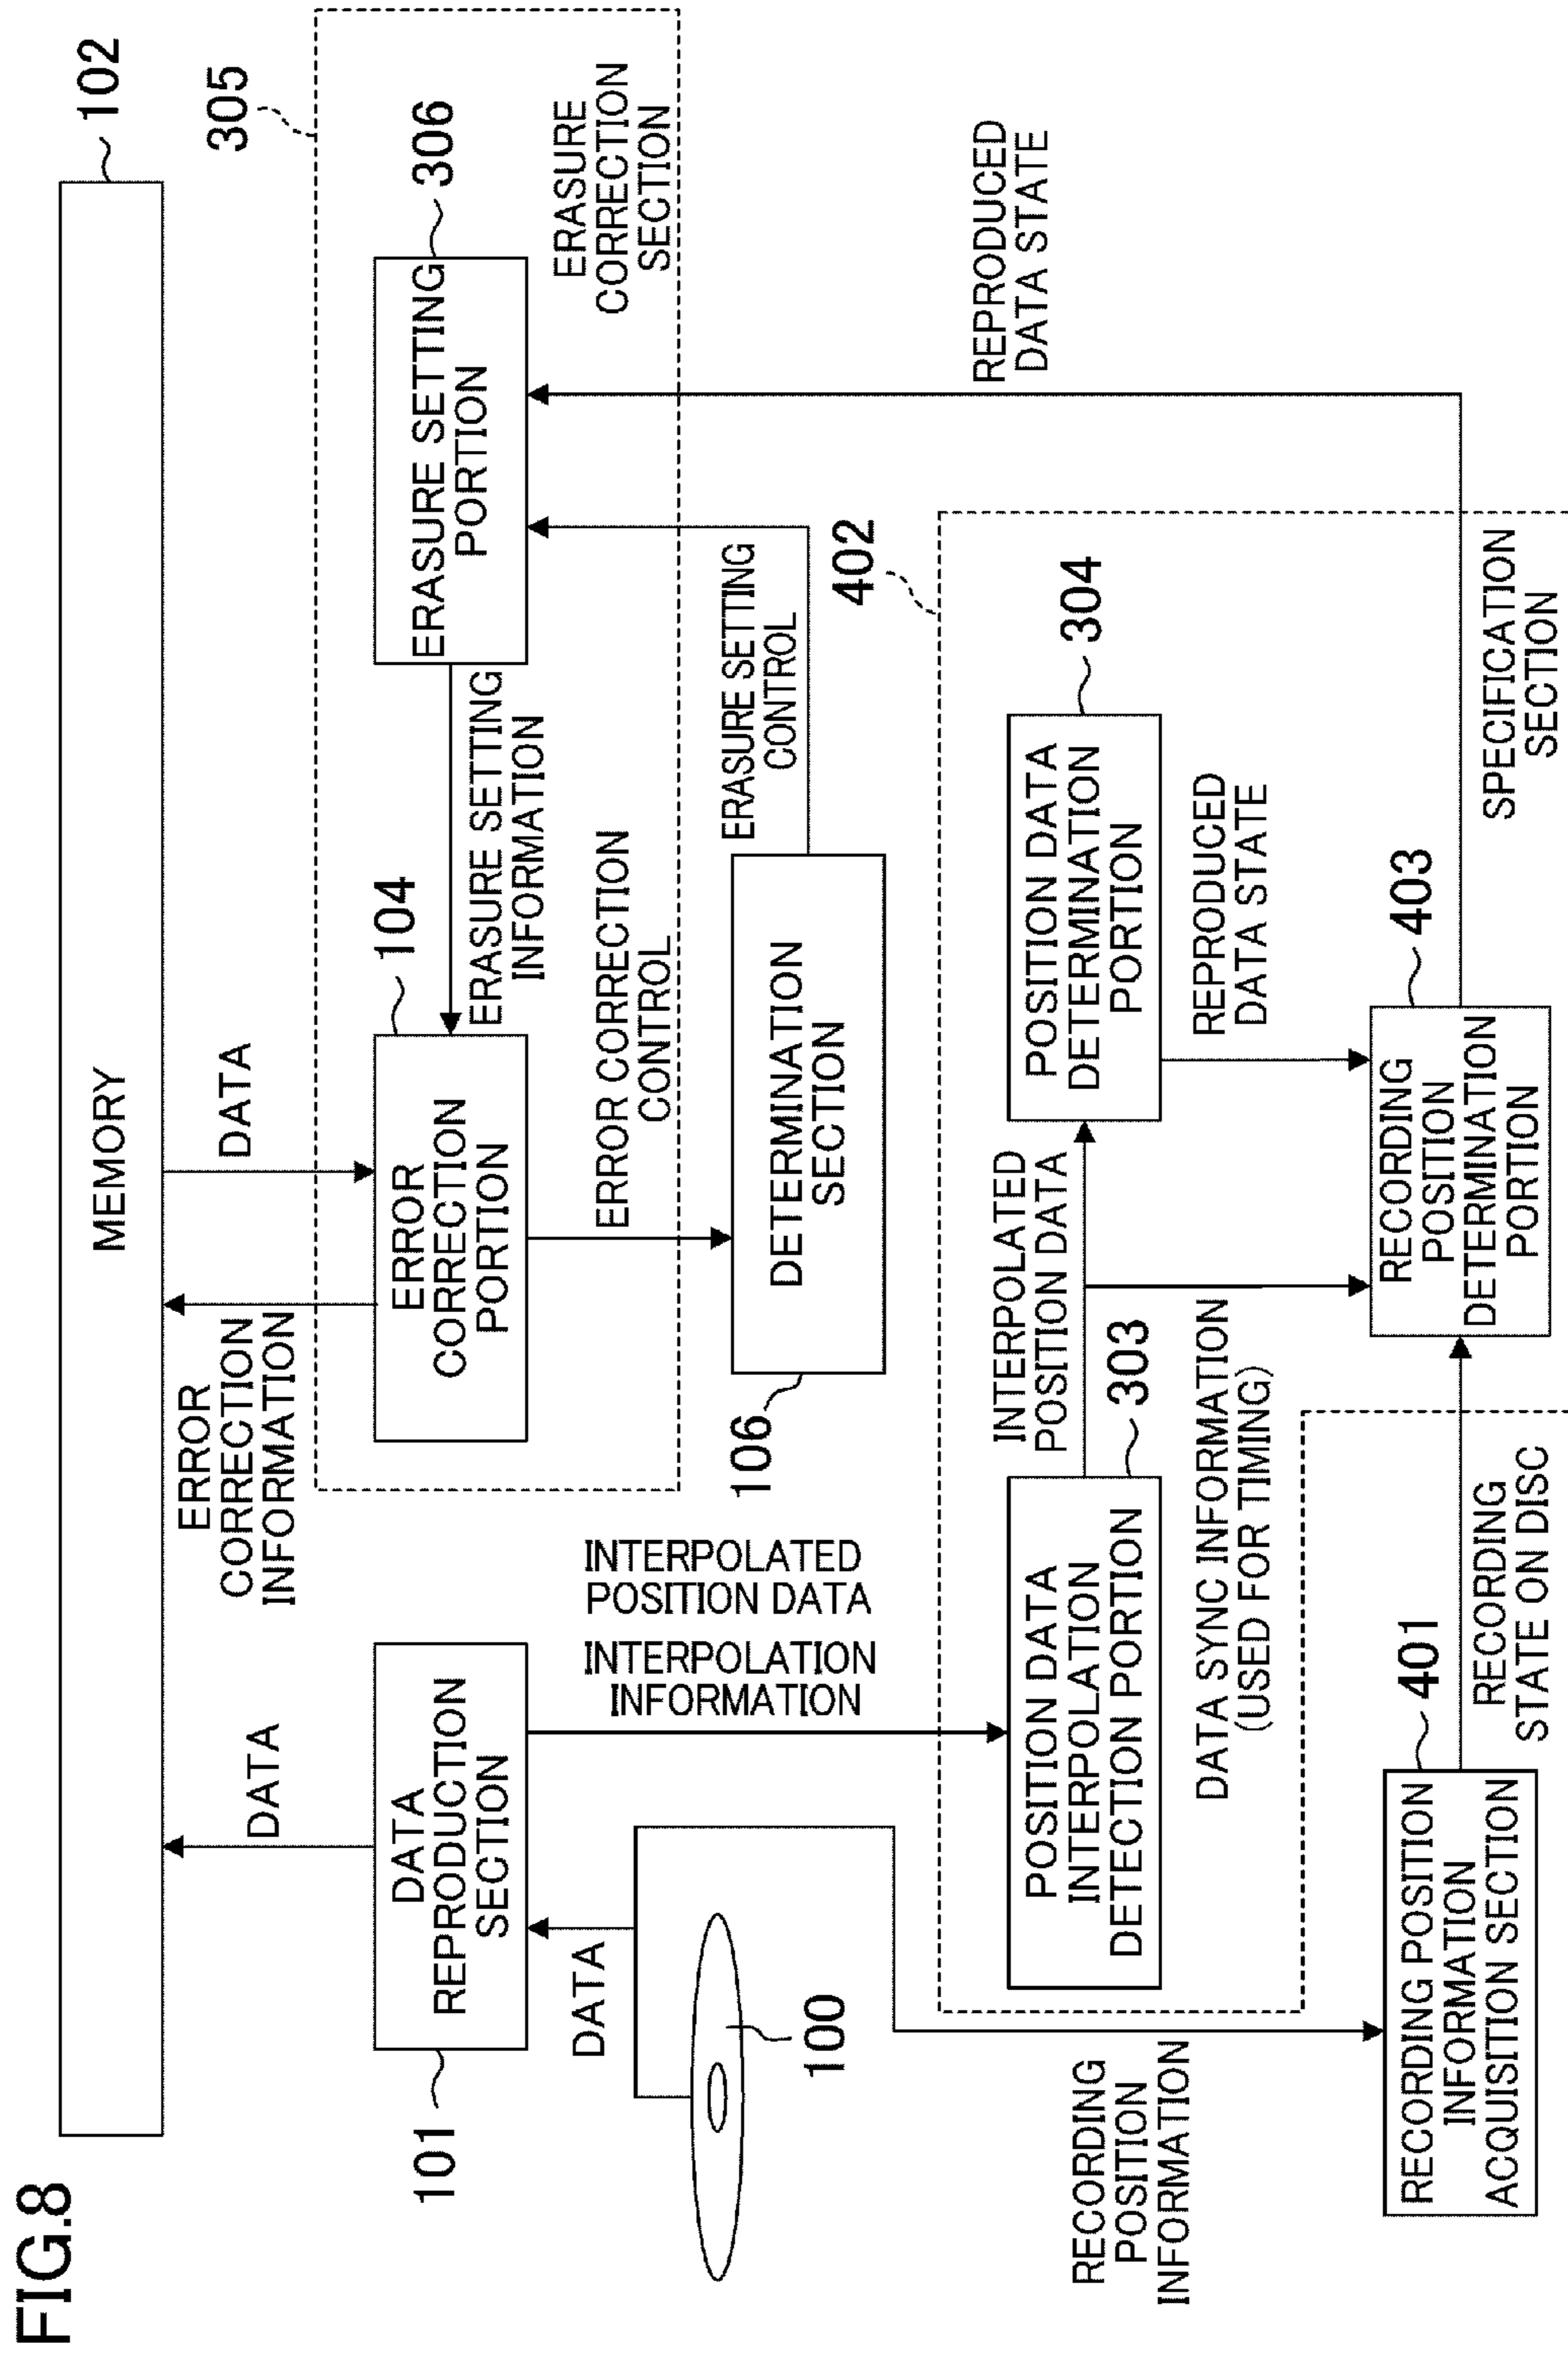 FIG.8
102
MEMORY
DATA
ERROR
CORRECTION
INFORMATION
DATA
305
101
DATA
REPRODUCTION
SECTION
104
ERROR
CORRECTION
PORTION
ERASURE SETTING
INFORMATION
306
ERASURE SETTING
PORTION
ERASURE
CORRECTION
SECTION
DATA
100
INTERPOLATED
POSITION DATA
INTERPOLATION
INFORMATION
ERROR CORRECTION
CONTROL
106
DETERMINATION
SECTION
ERASURE SETTING
CONTROL
402
REPRODUCED
DATA STATE
RECORDING
POSITION
INFORMATION
POSITION DATA
INTERPOLATION
DETECTION PORTION
303
INTERPOLATED
POSITION DATA
304
POSITION DATA
DETERMINATION
PORTION
DATA SYNC INFORMATION
(USED FOR TIMING)
REPRODUCED
DATA STATE
RECORDING POSITION
INFORMATION
ACQUISITION SECTION
401
RECORDING
STATE ON DISC
403
RECORDING
POSITION
DETERMINATION
PORTION
SPECIFICATION
SECTION